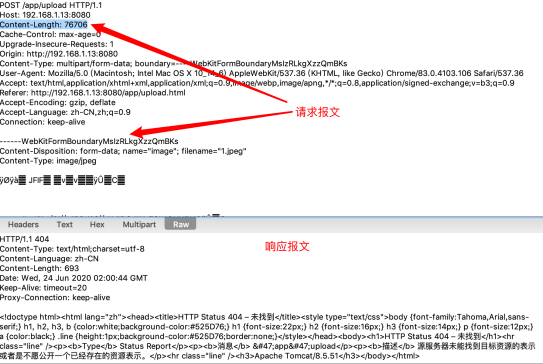 POST /app/upload HTTP/1.1
Host: 192.168.1.13:8080
Content-Length: 76706
Cache-Control: max-age=0
Upgrade-Insecure-Requests: 1
Origin: http://192.168.1.13:8080
Content-Type: multipart/form-data; boundary=----WebKitFormBoundaryMslzRLkgXzzQmBKs
User-Agent: Mozilla/5.0 (Macintosh; Intel Mac OS X 10_14_6) AppleWebKit/537.36 (KHTML, like Gecko) Chrome/83.0.4103.106 Safari/537.36
Accept: text/html,application/xhtml+xml,application/xml;q=0.9,image/webp,image/apng,*/*;q=0.8,application/signed-exchange;v=b3;q=0.9
Referer: http://192.168.1.13:8080/app/upload.html
Accept-Encoding: gzip, deflate
Accept-Language: zh-CN,zh;q=0.9
Connection: keep-alive
请求报文
------WebKitFormBoundaryMslzRLkgXzzQmBKs
Content-Disposition: form-data; name="image"; filename="1.jpeg"
Content-Type: image/jpeg
ÿØÿà JFIF
Headers Text Hex Multipart Raw
响应报文
HTTP/1.1 404
Content-Type: text/html;charset=utf-8
Content-Language: zh-CN
Content-Length: 693
Date: Wed, 24 Jun 2020 02:00:44 GMT
Keep-Alive: timeout=20
Proxy-Connection: keep-alive
<!doctype html><html lang="zh"><head><title>HTTP Status 404 – 未找到</title><style type="text/css">body {font-family:Tahoma,Arial,sans-
serif;} h1, h2, h3, b {color:white;background-color:#525D76;} h1 {font-size:22px;} h2 {font-size:16px;} h3 {font-size:14px;} p {font-size:12px;}
a {color:black;} .line {height:1px;background-color:#525D76;border:none;}</style></head><body><h1>HTTP Status 404 – 未找到</h1><hr
class="line" /><p><b>Type</b> Status Report</p><p><b>消息</b> &#47;app&#47;upload</p><p><b>描述</b> 源服务器未能找到目标资源的表示
或者是不愿公开一个已经存在的资源表示。</p><hr class="line" /><h3>Apache Tomcat/8.5.51</h3></body></html>